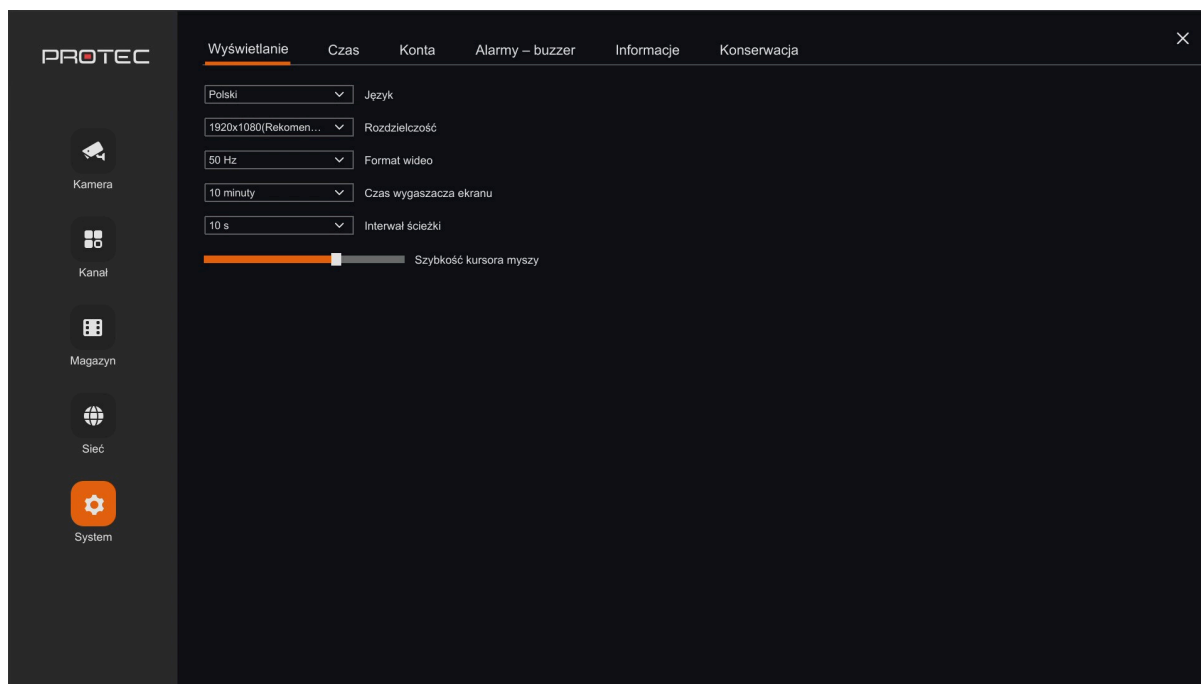 PROTEC
Wyświetlanie Czas Konta Alarmy – buzzer Informacje Konserwacja
Polski Język
1920x1080(Rekomen... Rozdzielczość
50 Hz Format wideo
10 minuty Czas wygaszacza ekranu
10 s Interwał ścieżki
Szybkość kursora myszy
Kamera
Kanał
Magazyn
Sieć
System